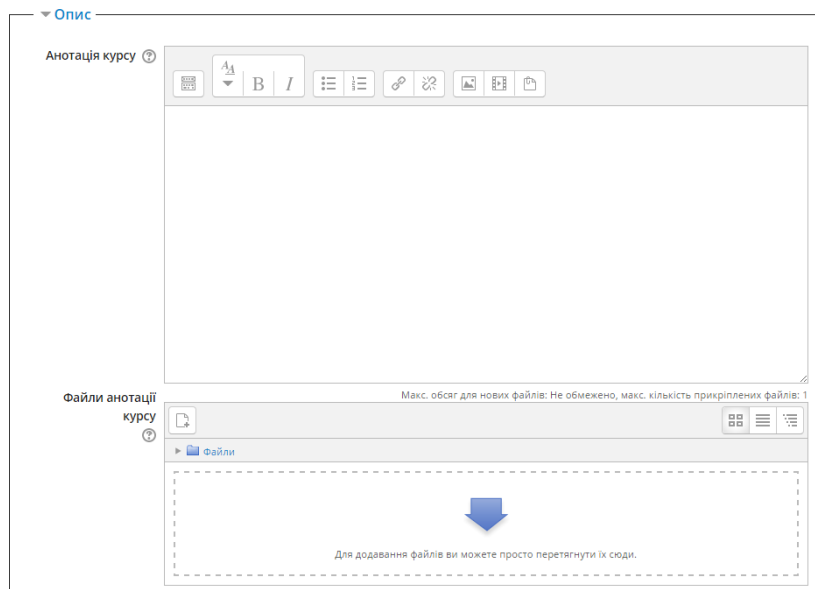 Опис
Анотація курсу
Макс. обсяг для нових файлів: Не обмежено, макс. кількість прикріплених файлів: 1
Файли анотації
курсу
Файли
Для додавання файлів ви можете просто перетягнути їх сюди.